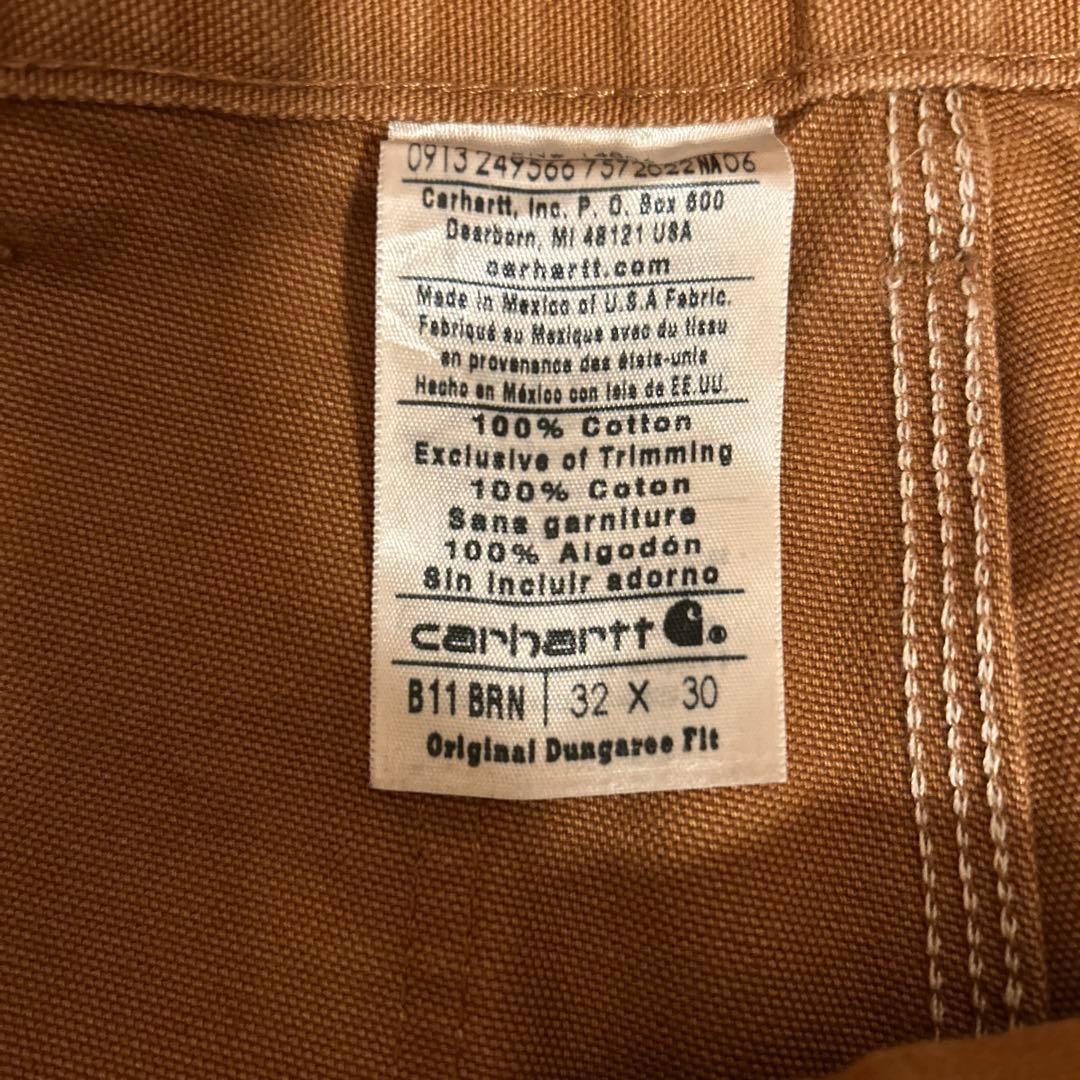 0913 249566 7572622 NA06
Carhartt, Inc. P. O. Box 600
Dearborn, MI 48121 USA
carhartt.com
Made in Mexico of U.S.A Fabric.
Fabriqué au Mexique avec du tissu
en provenance des états-unis
Hecho en México con tela de EE.UU.
100% Cotton
Exclusive of Trimming
100% Coton
Sans garniture
100% Algodón
Sin incluir adorno
carhartt ®
B11 BRN | 32 X 30
Original Dungaree Fit